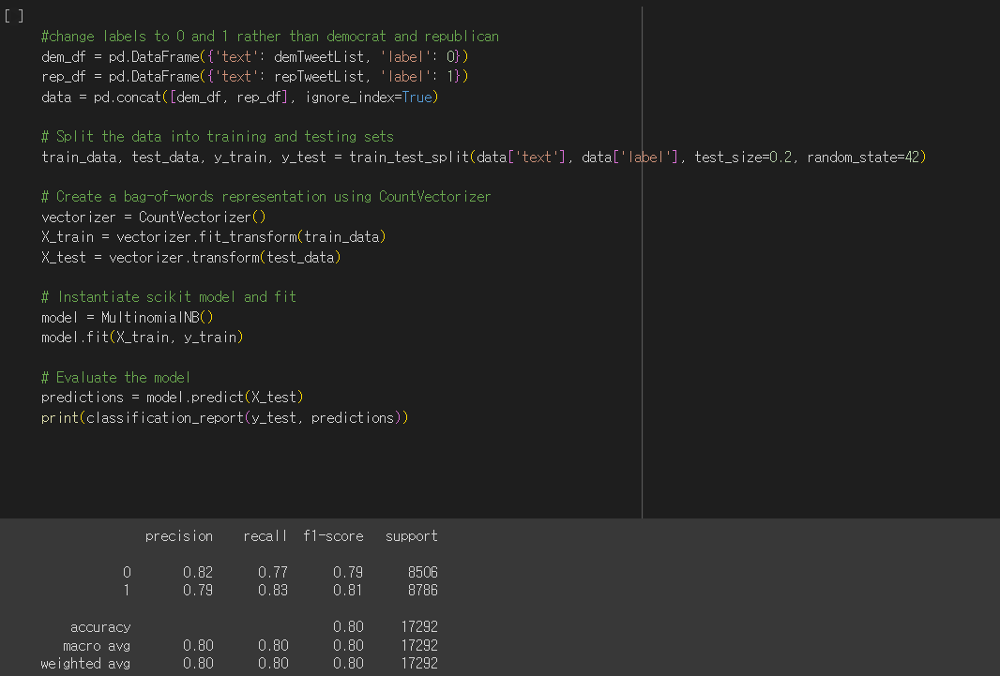 [ ]
#change labels to 0 and 1 rather than democrat and republican
dem_df = pd.DataFrame({'text': demTweetList, 'label': 0})
rep_df = pd.DataFrame({'text': repTweetList, 'label': 1})
data = pd.concat([dem_df, rep_df], ignore_index=True)
# Split the data into training and testing sets
train_data, test_data, y_train, y_test = train_test_split(data['text'], data['label'], test_size=0.2, random_state=42)
# Create a bag-of-words representation using CountVectorizer
vectorizer = CountVectorizer()
X_train = vectorizer.fit_transform(train_data)
X_test = vectorizer.transform(test_data)
# Instantiate scikit model and fit
model = MultinomialNB()
model.fit(X_train, y_train)
# Evaluate the model
predictions = model.predict(X_test)
print(classification_report(y_test, predictions))
precision recall f1-score support
0 0.82 0.77 0.79 8506
1 0.79 0.83 0.81 8786
accuracy 0.80 17292
macro avg 0.80 0.80 0.80 17292
weighted avg 0.80 0.80 0.80 17292